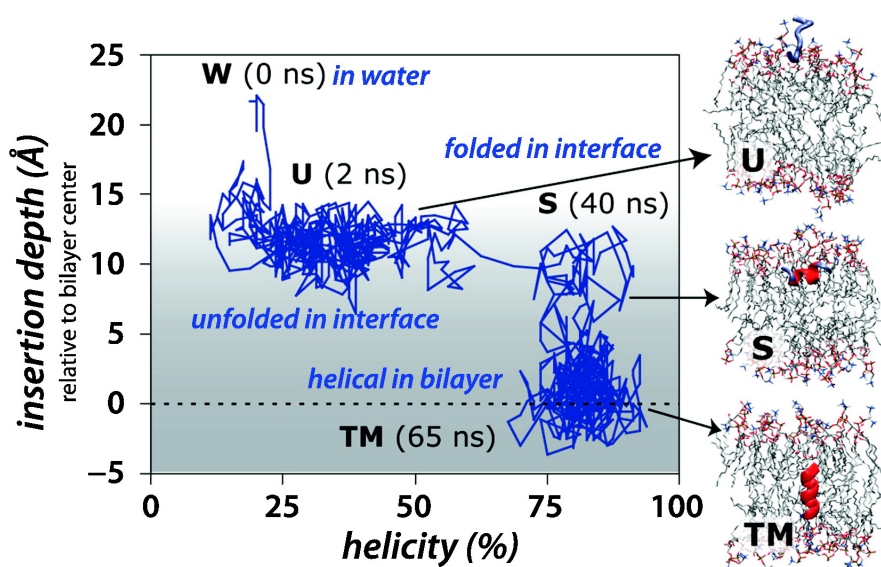 25
20
15
10
5
0
−5
insertion depth (Å)
relative to bilayer center
W (0 ns) in water
U (2 ns)
folded in interface
S (40 ns)
unfolded in interface
helical in bilayer
TM (65 ns)
0
25
50
75
100
helicity (%)
U
S
TM